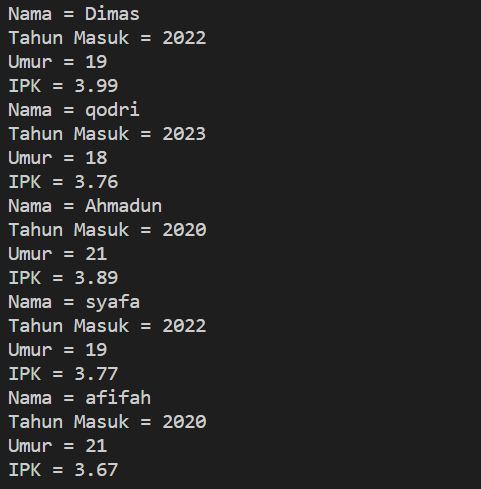 Nama = Dimas
Tahun Masuk = 2022
Umur = 19
IPK = 3.99
Nama = qodri
Tahun Masuk = 2023
Umur = 18
IPK = 3.76
Nama = Ahmadun
Tahun Masuk = 2020
Umur = 21
IPK = 3.89
Nama = syafa
Tahun Masuk = 2022
Umur = 19
IPK = 3.77
Nama = afifah
Tahun Masuk = 2020
Umur = 21
IPK = 3.67